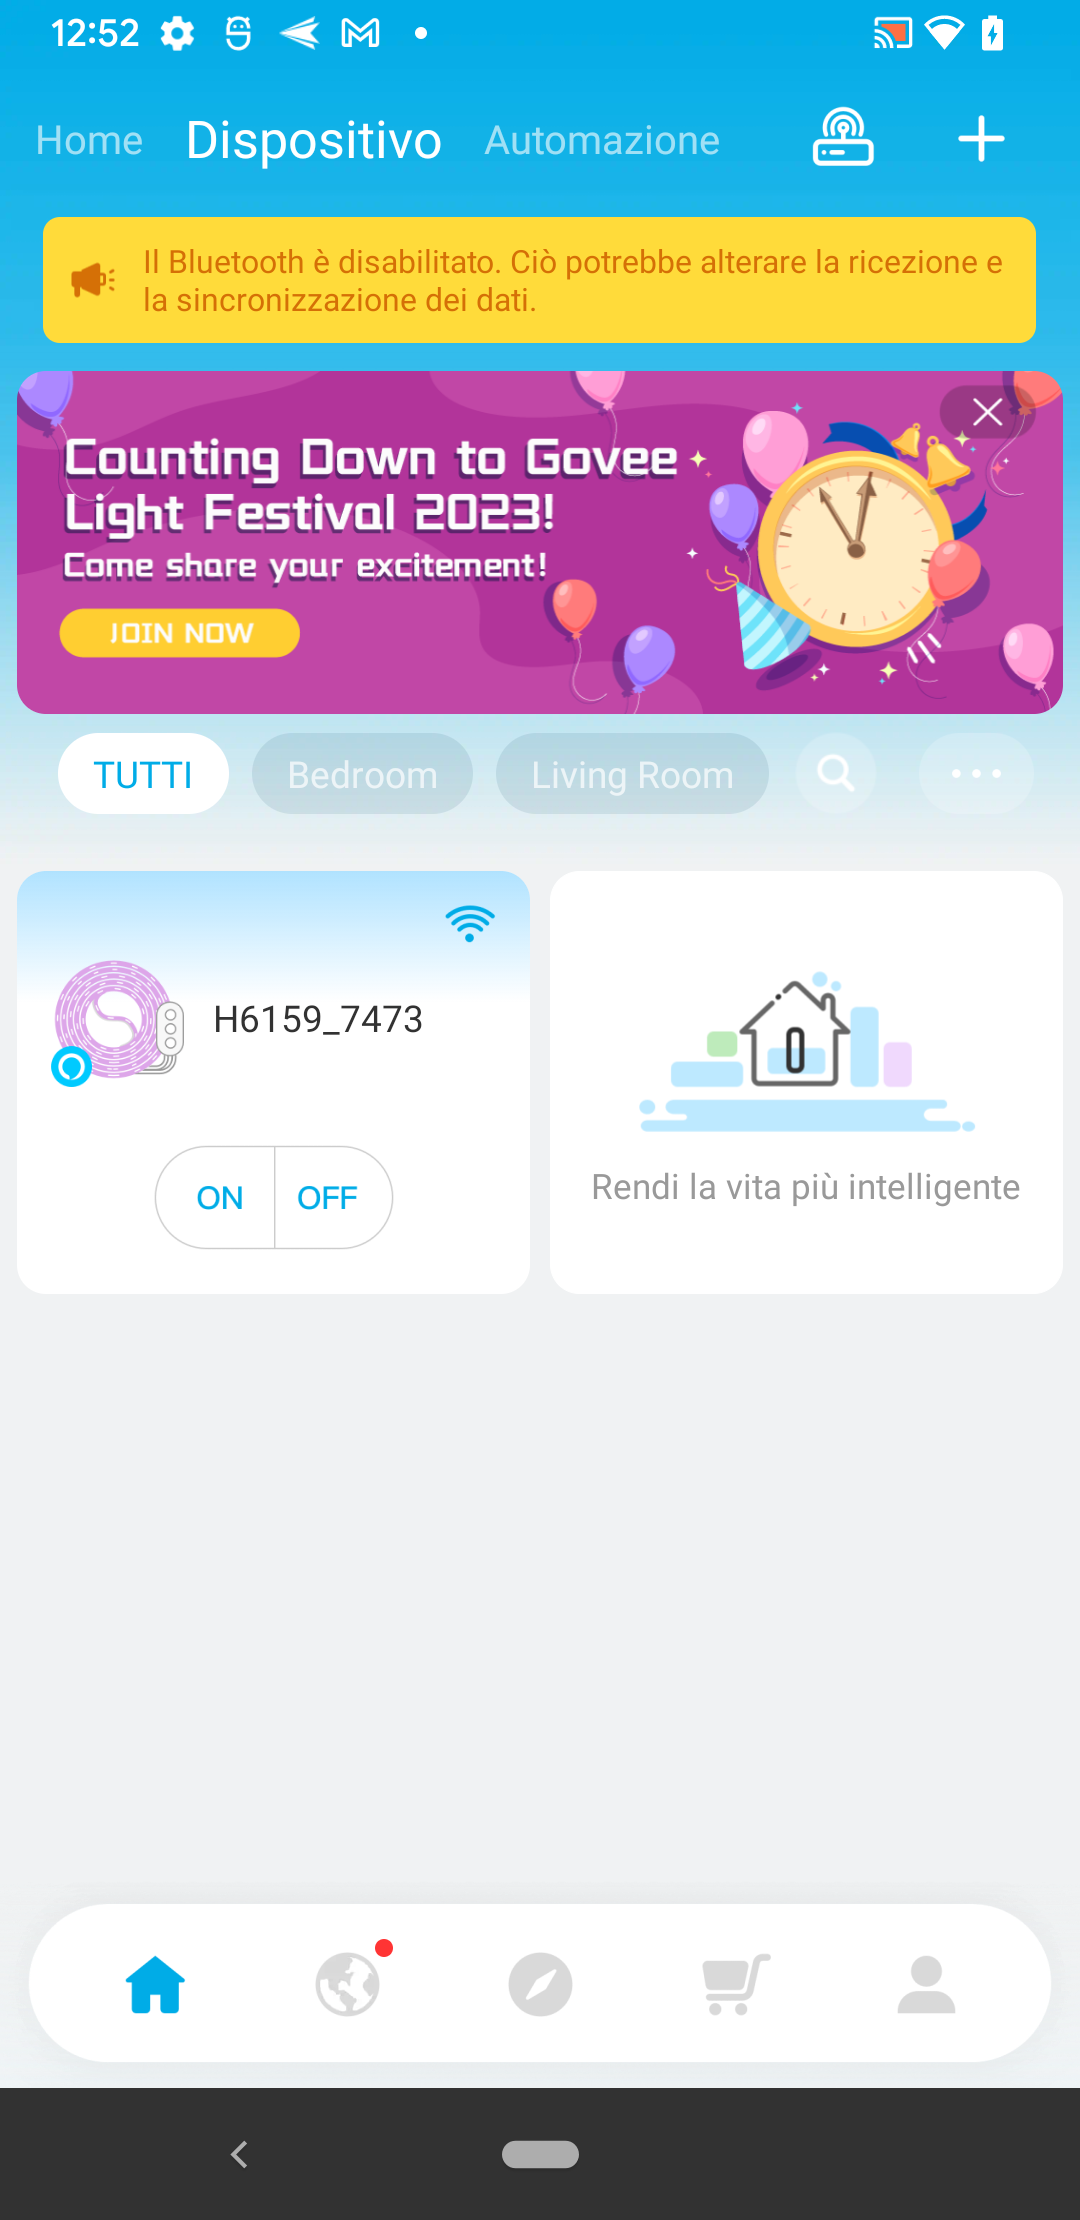 12:52
Home Dispositivo Automazione
Il Bluetooth è disabilitato. Ciò potrebbe alterare la ricezione e
la sincronizzazione dei dati.
Counting Down to Govee
Light Festival 2023!
Come share your excitement!
JOIN NOW
TUTTI Bedroom Living Room
H6159_7473
ON OFF
Rendi la vita più intelligente